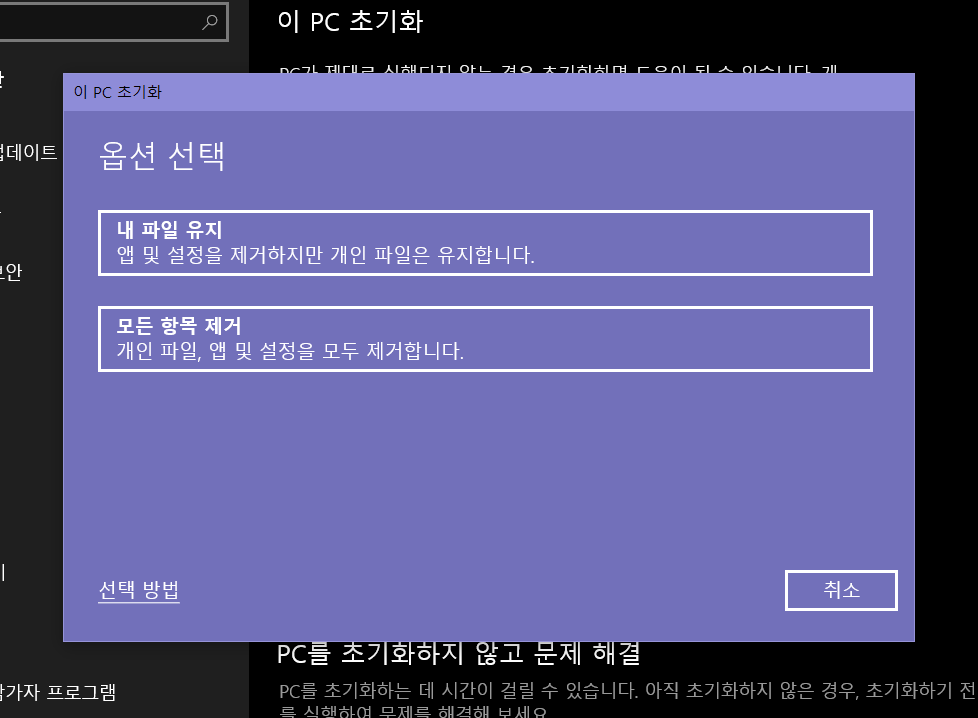 이 PC 초기화
PC가 제대로 실행되지 않는 경우 초기화하면 도움이 될 수 있습니다. 개
이 PC 초기화
옵션 선택
데이트
내 파일 유지
앱 및 설정을 제거하지만 개인 파일은 유지합니다.
안
모든 항목 제거
개인 파일, 앱 및 설정을 모두 제거합니다.
선택 방법
취소
PC를 초기화하지 않고 문제 해결
가자 프로그램
PC를 초기화하는 데 시간이 걸릴 수 있습니다. 아직 초기화하지 않은 경우, 초기화하기 전
를 실행하여 문제를 해결해 보세요